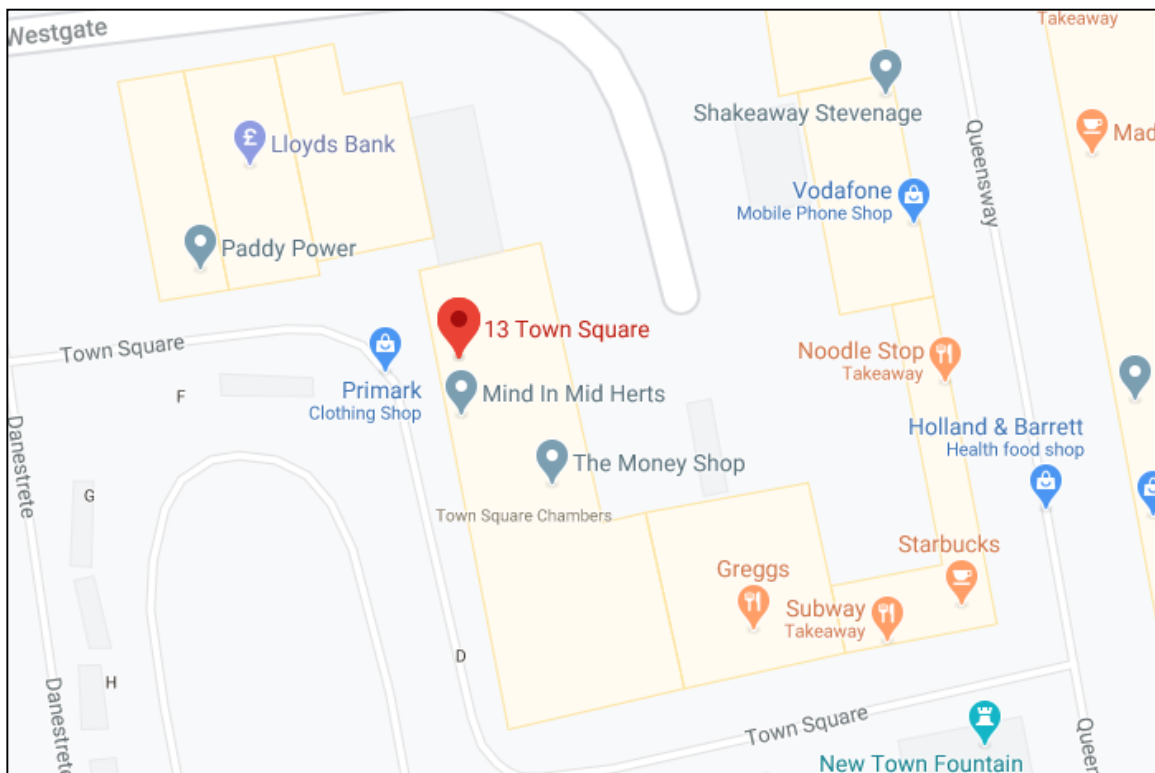 Westgate
Takeaway
Shakeaway Stevenage
Mad
Queensway
£
Lloyds Bank
Vodafone
Mobile Phone Shop
Paddy Power
13 Town Square
Town Square
Noodle Stop
Takeaway
Primark
Clothing Shop
F
Mind In Mid Herts
Danestrete
Holland & Barrett
Health food shop
The Money Shop
G
Town Square Chambers
Starbucks
Greggs
Subway
Takeaway
D
H
Danestrete
Town Square
Queen
New Town Fountain